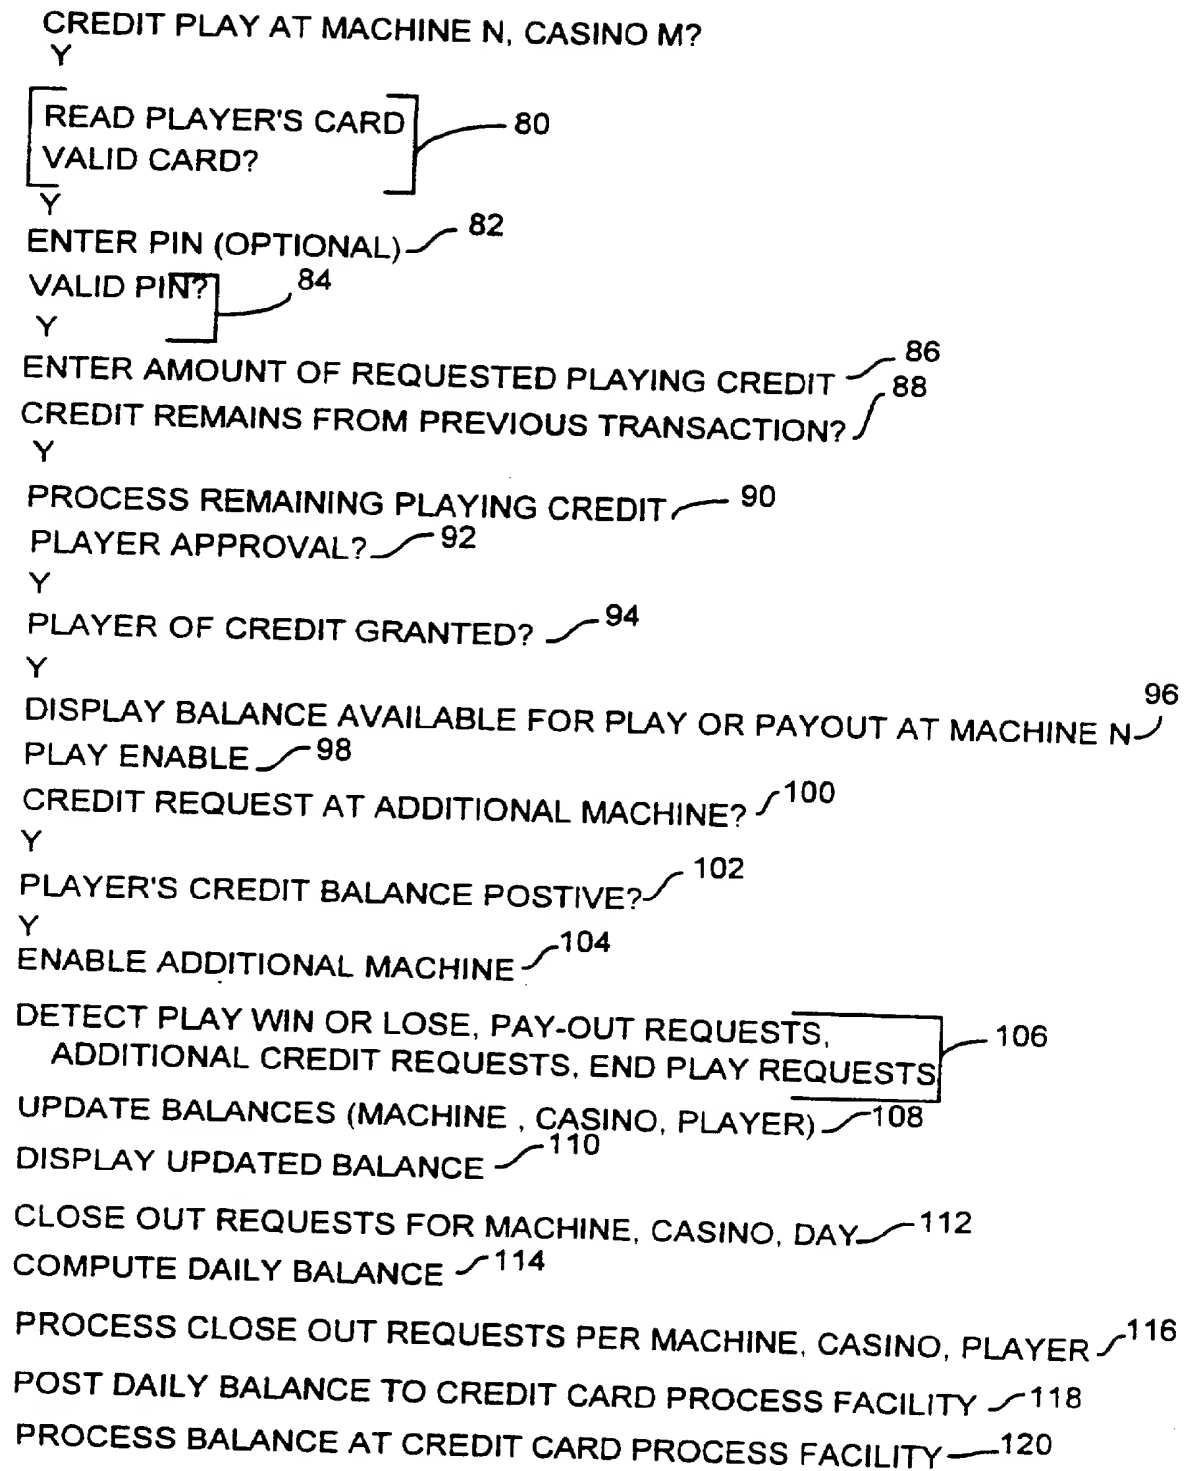 CREDIT PLAY AT MACHINE N, CASINO M?
Y
READ PLAYER'S CARD
80
VALID CARD?
Y
ENTER PIN (OPTIONAL) 82
VALID PIN? 84
Y
ENTER AMOUNT OF REQUESTED PLAYING CREDIT 86
CREDIT REMAINS FROM PREVIOUS TRANSACTION? 88
Y
PROCESS REMAINING PLAYING CREDIT 90
PLAYER APPROVAL? 92
Y
PLAYER OF CREDIT GRANTED? 94
Y
DISPLAY BALANCE AVAILABLE FOR PLAY OR PAYOUT AT MACHINE N 96
PLAY ENABLE 98
CREDIT REQUEST AT ADDITIONAL MACHINE? 100
Y
PLAYER'S CREDIT BALANCE POSTIVE? 102
Y
ENABLE ADDITIONAL MACHINE 104
DETECT PLAY WIN OR LOSE, PAY-OUT REQUESTS,
106
ADDITIONAL CREDIT REQUESTS, END PLAY REQUESTS
UPDATE BALANCES (MACHINE , CASINO, PLAYER) 108
DISPLAY UPDATED BALANCE 110
CLOSE OUT REQUESTS FOR MACHINE, CASINO, DAY 112
COMPUTE DAILY BALANCE 114
PROCESS CLOSE OUT REQUESTS PER MACHINE, CASINO, PLAYER 116
POST DAILY BALANCE TO CREDIT CARD PROCESS FACILITY 118
PROCESS BALANCE AT CREDIT CARD PROCESS FACILITY 120